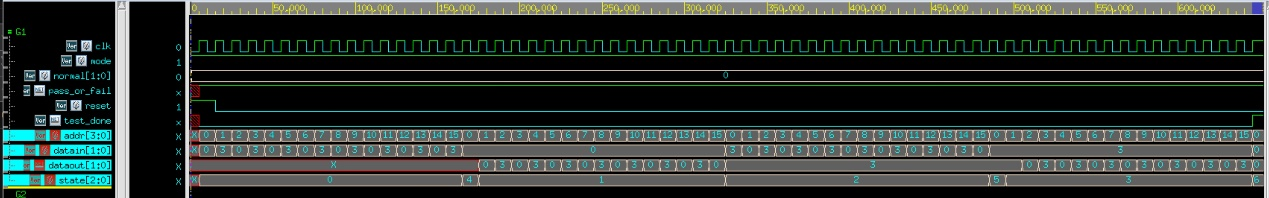 0 50,000 100,000 150,000 200,000 250,000 300,000 350,000 400,000 450,000 500,000 550,000 600,000
G1
clk 0
mode 1
normal[1:0] 0 0
pass_or_fail x
reset 1
test_done x
addr[3:0] X X 0 1 2 3 4 5 6 7 8 9 10 11 12 13 14 15 0 1 2 3 4 5 6 7 8 9 10 11 12 13 14 15 0 1 2 3 4 5 6 7 8 9 10 11 12 13 14 15 0 1 2 3 4 5 6 7 8 9 10 11 12 13 14 15 0
datain[1:0] X X 0 0 3 0 3 0 3 0 3 0 3 0 3 0 3 0 3 0 3 0 3 0 3 0 3 0 3 0 3 0 3 0 3 0 3 0
dataout[1:0] X X 0 3 0 3 0 3 0 3 0 3 0 3 0 3 0 3 0 3 0 3 0 3 0 3 0 3 0 3 0 3 0
state[2:0] X X 0 4 1 2 5 3 6
G2